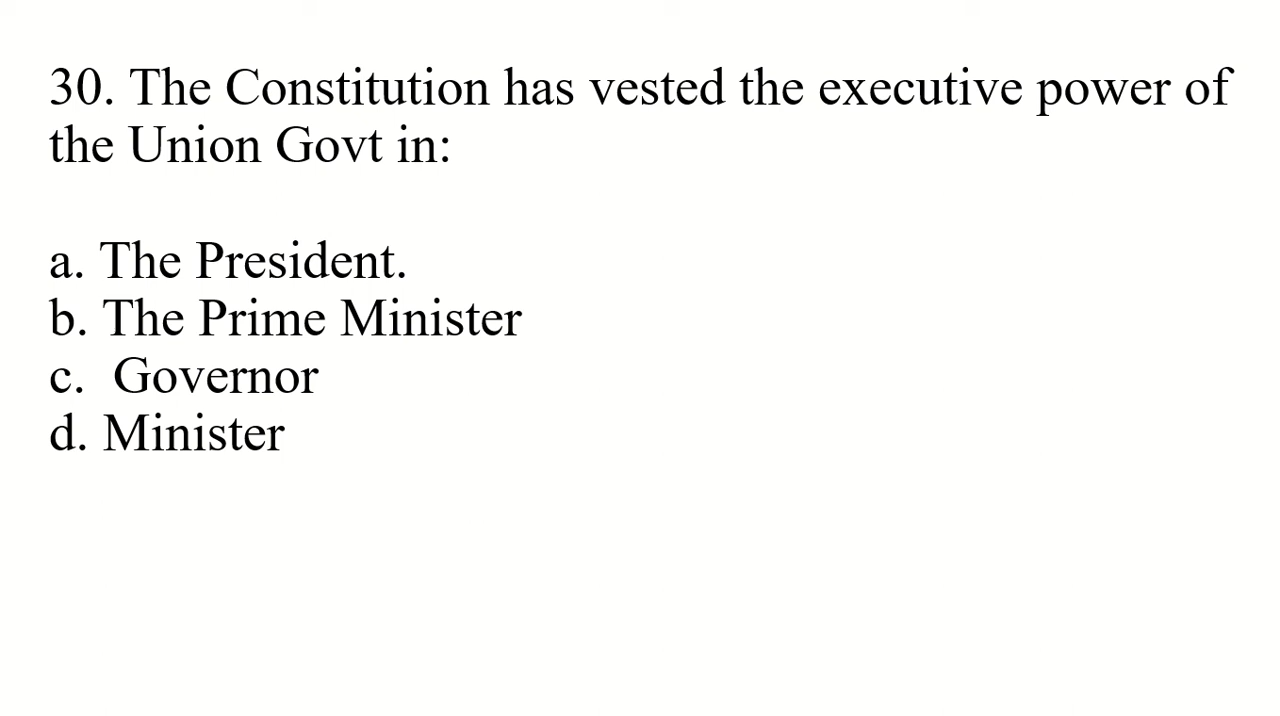 30. The Constitution has vested the executive power of
the Union Govt in:
a. The President.
b. The Prime Minister
c.  Governor
d. Minister